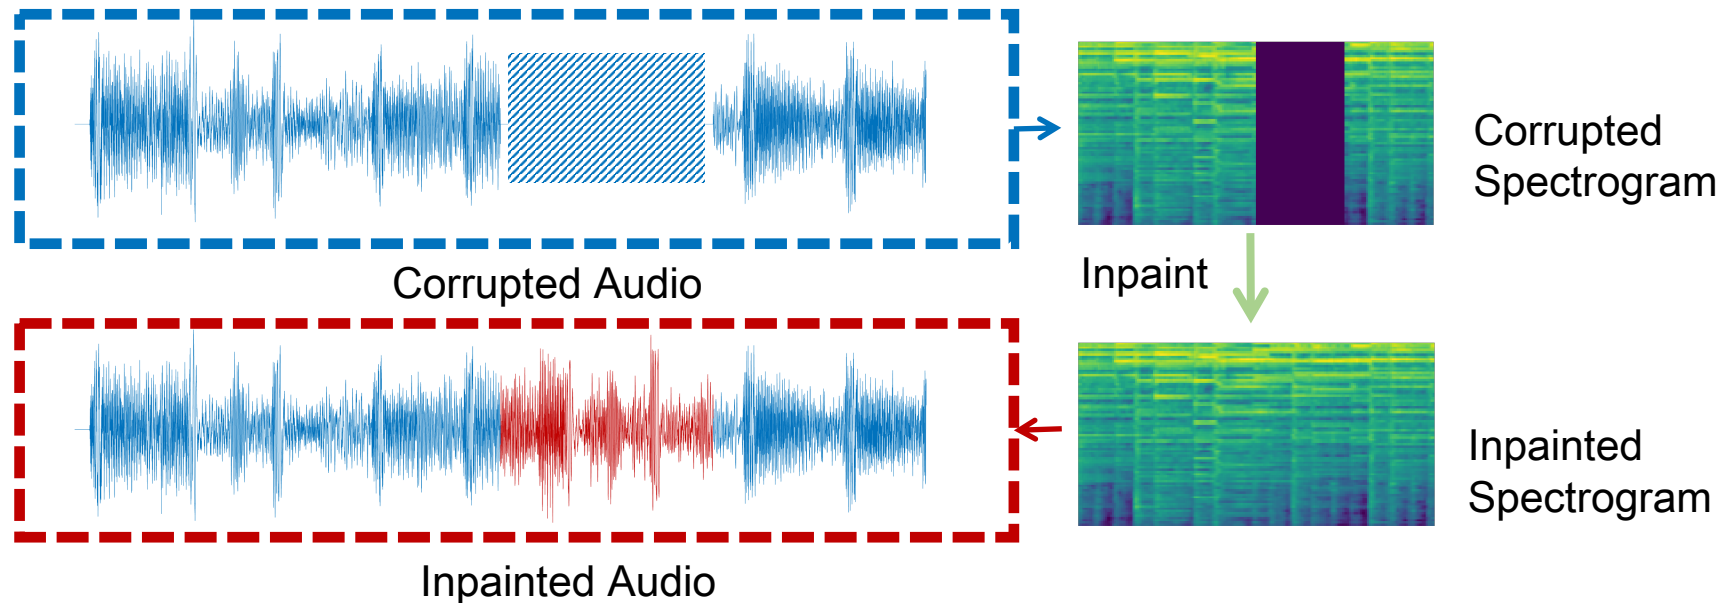 Corrupted
Spectrogram
Corrupted Audio
Inpaint
Inpainted
Spectrogram
Inpainted Audio